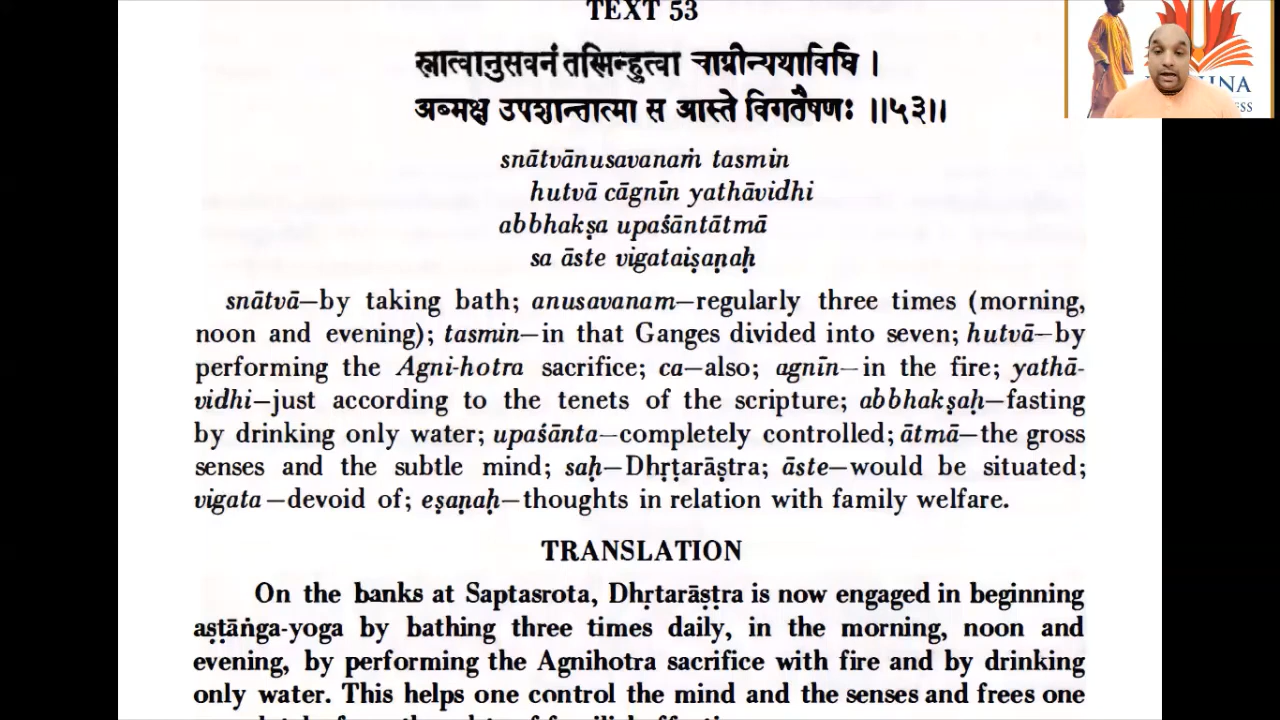 TEXT 53
स्नात्वानुसवनं तस्मिन्हुत्वा चाग्नीन्यथाविधि ।
अब्भक्ष उपशान्तात्मा स आस्ते विगतैषणः ॥५३॥
snātvānusavanaṁ tasmin
hutvā cāgnīn yathāvidhi
abbhakṣa upaśāntātmā
sa āste vigataiṣaṇaḥ
snātvā—by taking bath; anusavanam—regularly three times (morning,
noon and evening); tasmin—in that Ganges divided into seven; hutvā—by
performing the Agni-hotra sacrifice; ca—also; agnīn—in the fire; yathā-
vidhi—just according to the tenets of the scripture; abbhakṣaḥ—fasting
by drinking only water; upaśānta—completely controlled; ātmā—the gross
senses and the subtle mind; saḥ—Dhṛtarāṣṭra; āste—would be situated;
vigata—devoid of; eṣaṇaḥ—thoughts in relation with family welfare.
TRANSLATION
On the banks at Saptasrota, Dhṛtarāṣṭra is now engaged in beginning
aṣṭāṅga-yoga by bathing three times daily, in the morning, noon and
evening, by performing the Agnihotra sacrifice with fire and by drinking
only water. This helps one control the mind and the senses and frees one